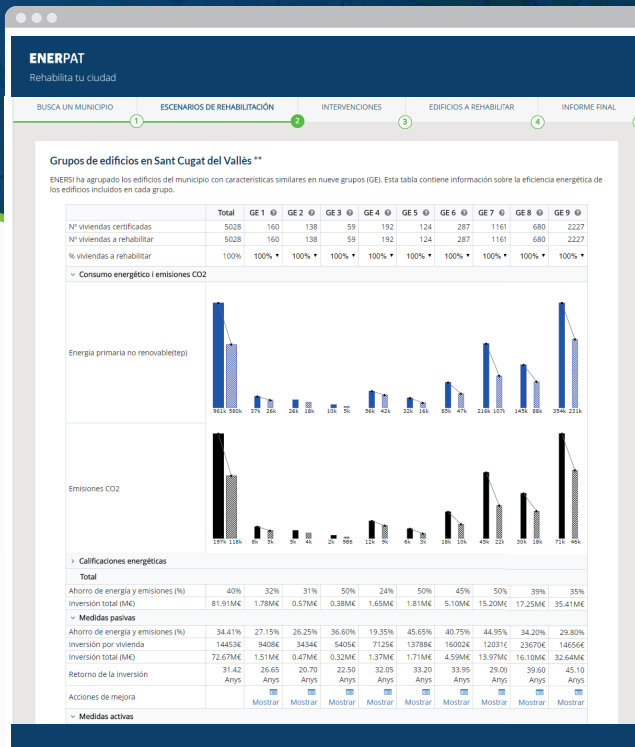 ENERPAT
Rehabilita tu ciudad
BUSCA UN MUNICIPIO ESCENARIOS DE REHABILITACIÓN INTERVENCIONES EDIFICIOS A REHABILITAR INFORME FINAL
1 2 3 4
Grupos de edificios en Sant Cugat del Vallès **
ENERSI ha agrupado los edificios del municipio con características similares en nueve grupos (GE). Esta tabla contiene información sobre la eficiencia energética de
los edificios incluidos en cada grupo.
Total GE 1 GE 2 GE 3 GE 4 GE 5 GE 6 GE 7 GE 8 GE 9
Nº viviendas certificadas 5028 160 138 59 192 124 287 1161 680 2227
Nº viviendas a rehabilitar 5028 160 138 59 192 124 287 1161 680 2227
% viviendas a rehabilitar 100% 100% 100% 100% 100% 100% 100% 100% 100% 100%
Consumo energético i emisiones CO2
Energía primaria no renovable(tep)
961k 580k 37k 26k 26k 18k 10k 5k 56k 42k 32k 16k 85k 47k 216k 107k 145k 88k 354k 231k
Emisiones CO2
197k 118k 8k 5k 5k 4k 2k 986 12k 9k 6k 3k 18k 10k 43k 22k 30k 18k 71k 46k
Calificaciones energéticas
Total
Ahorro de energía y emisiones (%) 40% 32% 31% 50% 24% 50% 45% 50% 39% 35%
Inversión total (M€) 81.91M€ 1.78M€ 0.57M€ 0.38M€ 1.65M€ 1.81M€ 5.10M€ 15.20M€ 17.25M€ 35.41M€
Medidas pasivas
Ahorro de energía y emisiones (%) 34.41% 27.15% 26.25% 36.60% 19.35% 45.65% 40.75% 44.95% 34.20% 29.80%
Inversión por vivienda 14453€ 9408€ 3434€ 5405€ 7125€ 13788€ 16002€ 12031€ 23670€ 14656€
Inversión total (M€) 72.67M€ 1.51M€ 0.47M€ 0.32M€ 1.37M€ 1.71M€ 4.59M€ 13.97M€ 16.10M€ 32.64M€
Retorno de la inversión 31.42 Anys 26.65 Anys 20.70 Anys 22.50 Anys 32.05 Anys 33.20 Anys 33.95 Anys 29.00 Anys 39.60 Anys 45.10 Anys
Acciones de mejora Mostrar Mostrar Mostrar Mostrar Mostrar Mostrar Mostrar Mostrar Mostrar
Medidas activas